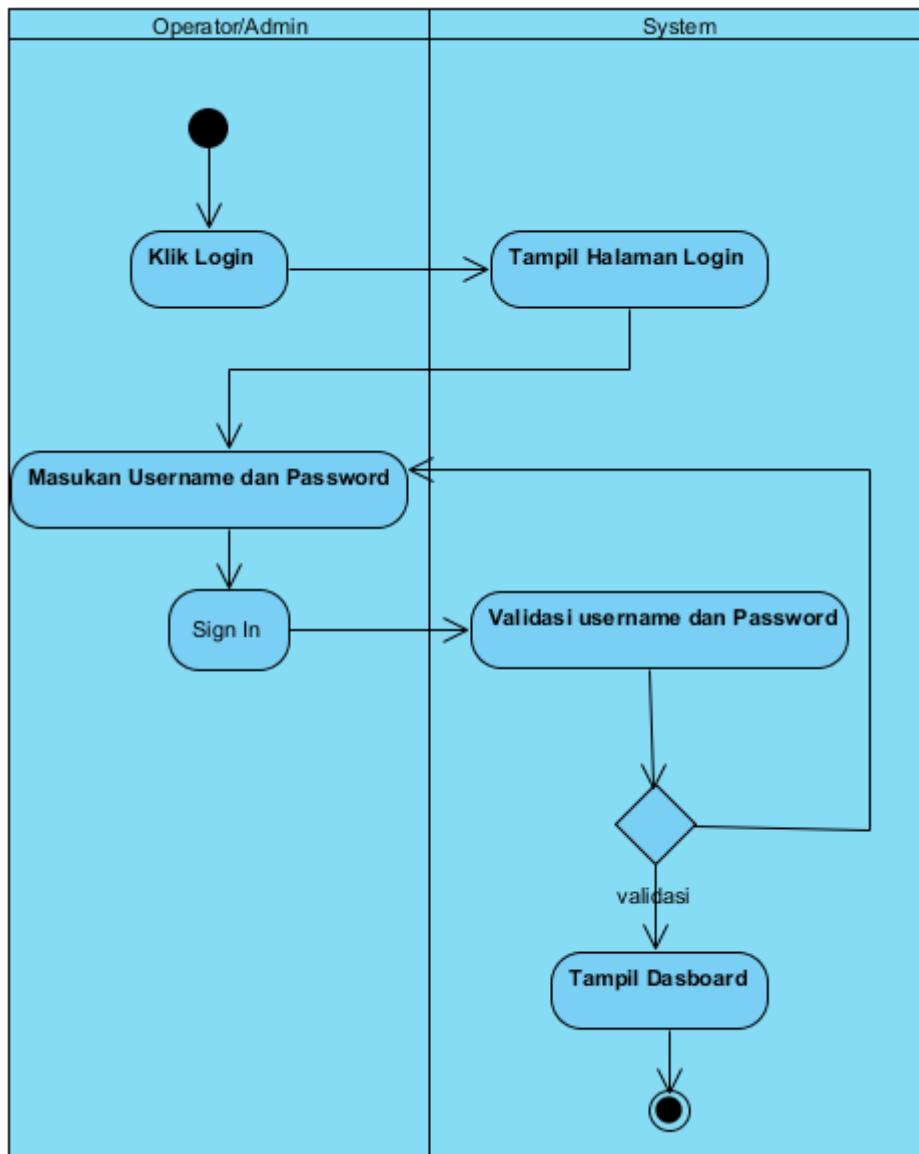 Operator/Admin
System
Klik Login
Tampil Halaman Login
Masukan Username dan Password
Sign In
Validasi username dan Password
validasi
Tampil Dasboard